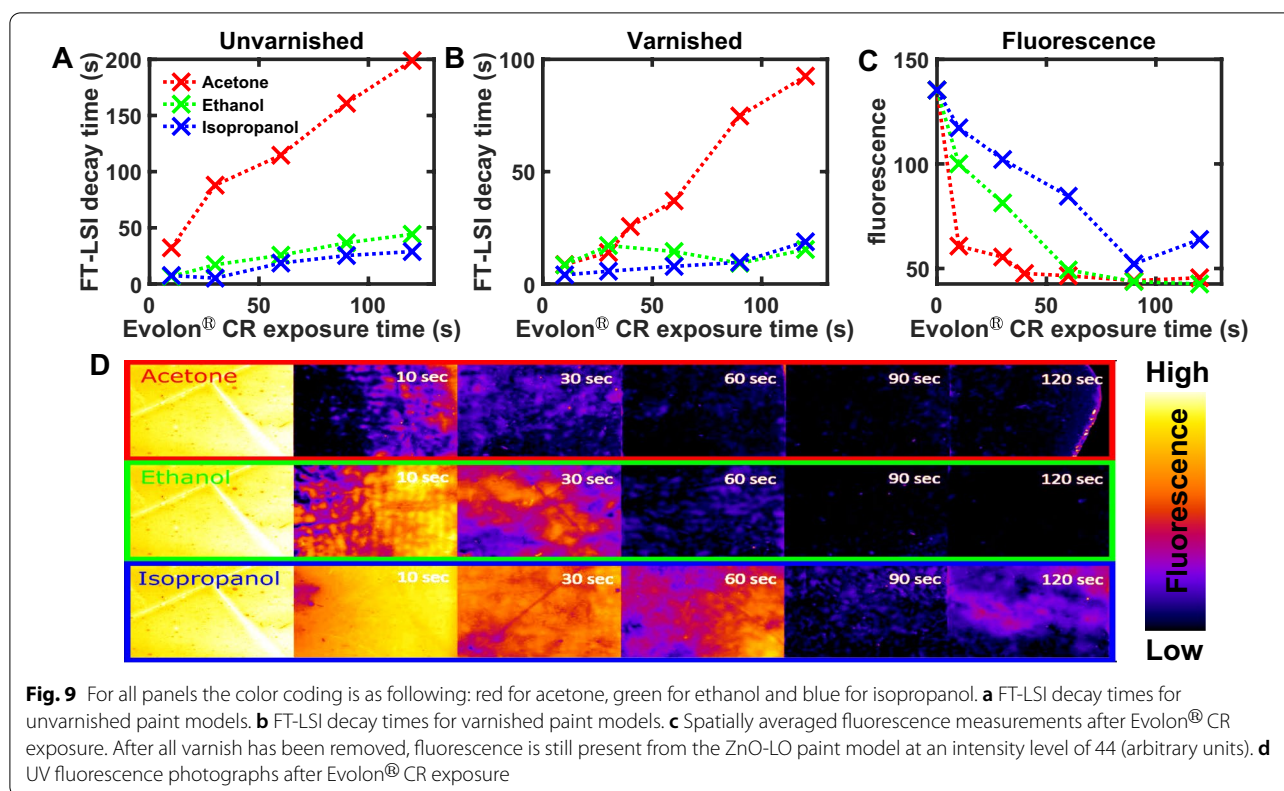 A
Unvarnished
FT-LSI decay time (s)
200
150
100
50
0
0
50
100
Acetone
Ethanol
Isopropanol
Evolon® CR exposure time (s)
B
Varnished
FT-LSI decay time (s)
100
50
0
0
50
100
Evolon® CR exposure time (s)
C
Fluorescence
fluorescence
150
100
50
0
50
100
Evolon® CR exposure time (s)
D
Acetone
10 sec
30 sec
60 sec
90 sec
120 sec
Ethanol
10 sec
30 sec
60 sec
90 sec
120 sec
Isopropanol
10 sec
30 sec
60 sec
90 sec
120 sec
High
Fluorescence
Low
Fig. 9 For all panels the color coding is as following: red for acetone, green for ethanol and blue for isopropanol. a FT-LSI decay times for
unvarnished paint models. b FT-LSI decay times for varnished paint models. c Spatially averaged fluorescence measurements after Evolon® CR
exposure. After all varnish has been removed, fluorescence is still present from the ZnO-LO paint model at an intensity level of 44 (arbitrary units). d
UV fluorescence photographs after Evolon® CR exposure